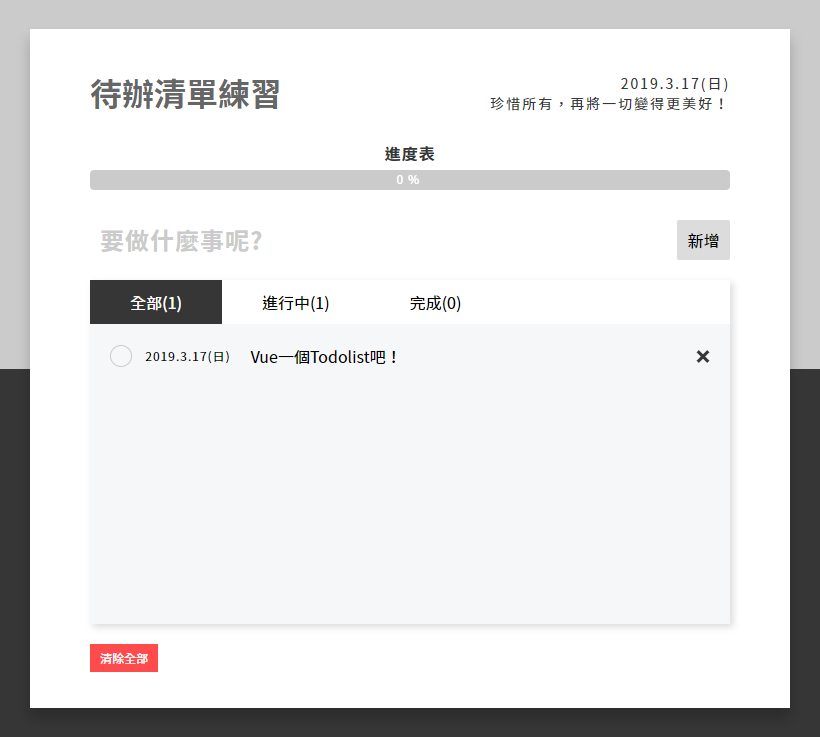 待辦清單練習
2019.3.17(日)
珍惜所有，再將一切變得更美好！
進度表
0 %
要做什麼事呢?
新增
全部(1) 進行中(1) 完成(0)
2019.3.17(日) Vue一個Todolist吧！
清除全部